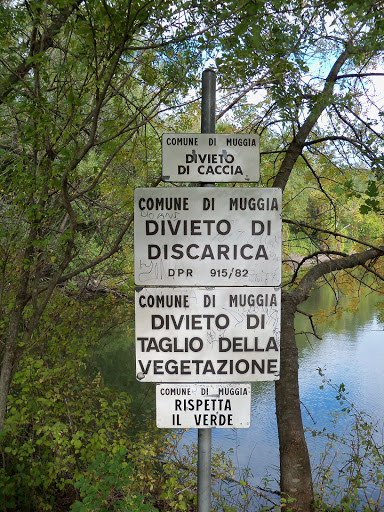 COMUNE DI MUGGIA
DIVIETO
DI CACCIA
COMUNE DI MUGGIA
DIVIETO DI
DISCARICA
DPR 915/82
COMUNE DI MUGGIA
DIVIETO DI
TAGLIO DELLA
VEGETAZIONE
COMUNE DI MUGGIA
RISPETTA
IL VERDE